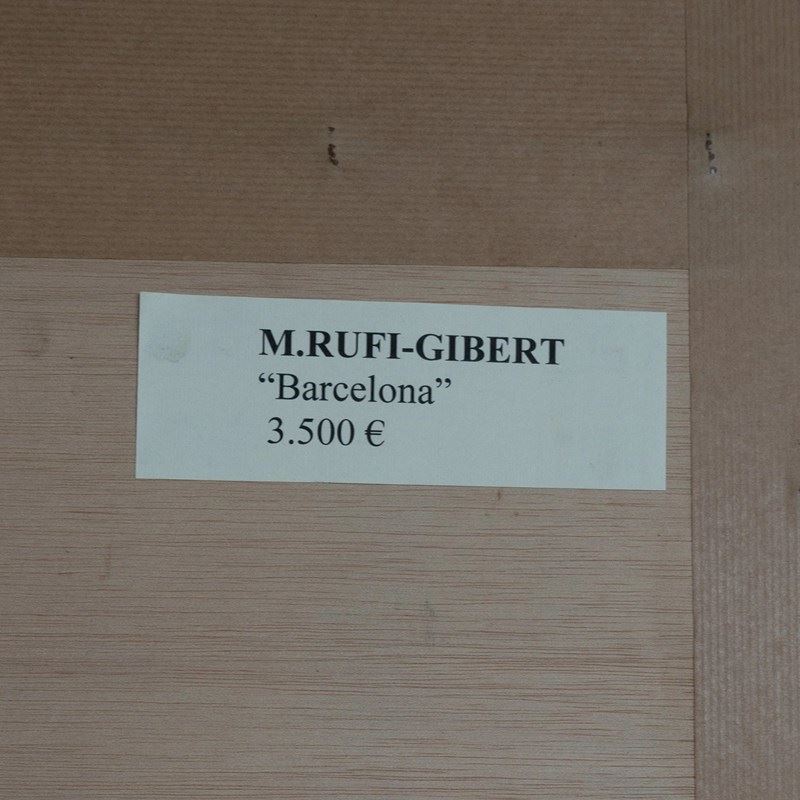 M.RUFI-GIBERT
“Barcelona”
3.500 €